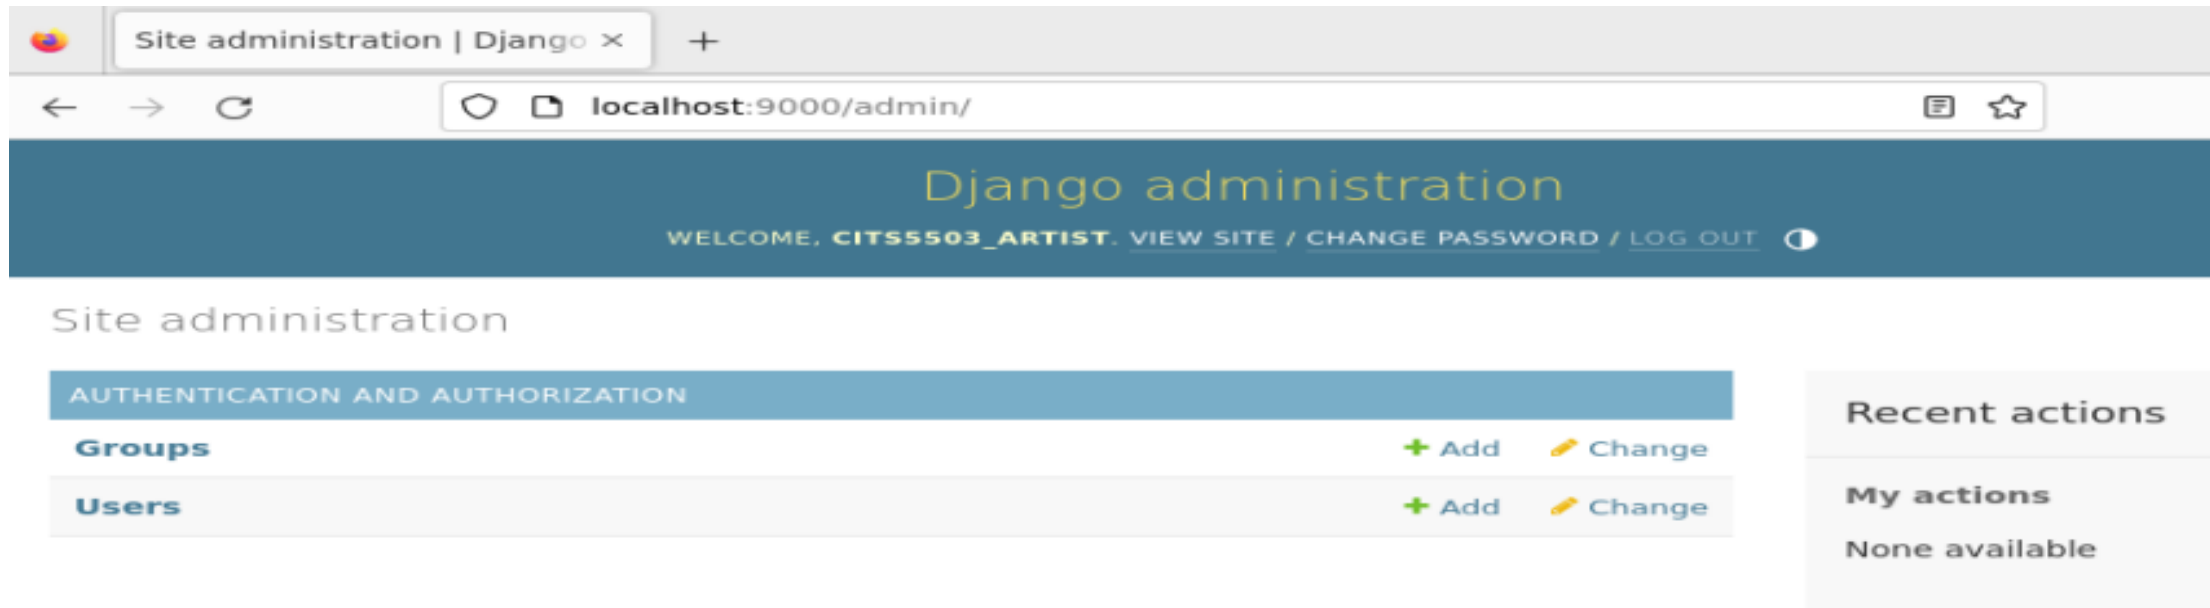 Site administration | Django
localhost:9000/admin/
Django administration
WELCOME, CITS5503_ARTIST. VIEW SITE / CHANGE PASSWORD / LOG OUT
Site administration
AUTHENTICATION AND AUTHORIZATION
Groups Add Change
Users Add Change
Recent actions
My actions
None available